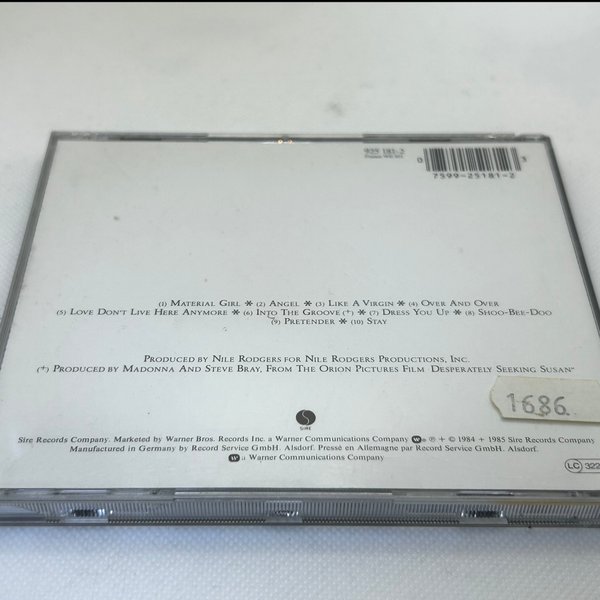 925 181-2
0 7599-25181-2 3
(1) MATERIAL GIRL * (2) ANGEL * (3) LIKE A VIRGIN * (4) OVER AND OVER
(5) LOVE DON'T LIVE HERE ANYMORE * (6) INTO THE GROOVE (+) * (7) DRESS YOU UP * (8) SHOO-BEE-DOO
(9) PRETENDER * (10) STAY
PRODUCED BY NILE RODGERS FOR NILE RODGERS PRODUCTIONS, INC.
(+) PRODUCED BY MADONNA AND STEVE BRAY, FROM THE ORION PICTURES FILM "DESPERATELY SEEKING SUSAN"
1686
SIRE
Sire Records Company. Marketed by Warner Bros. Records Inc. a Warner Communications Company ℗ + © 1984 + 1985 Sire Records Company
Manufactured in Germany by Record Service GmbH. Alsdorf. Pressé en Allemagne par Record Service GmbH. Alsdorf.
a Warner Communications Company
LC 322